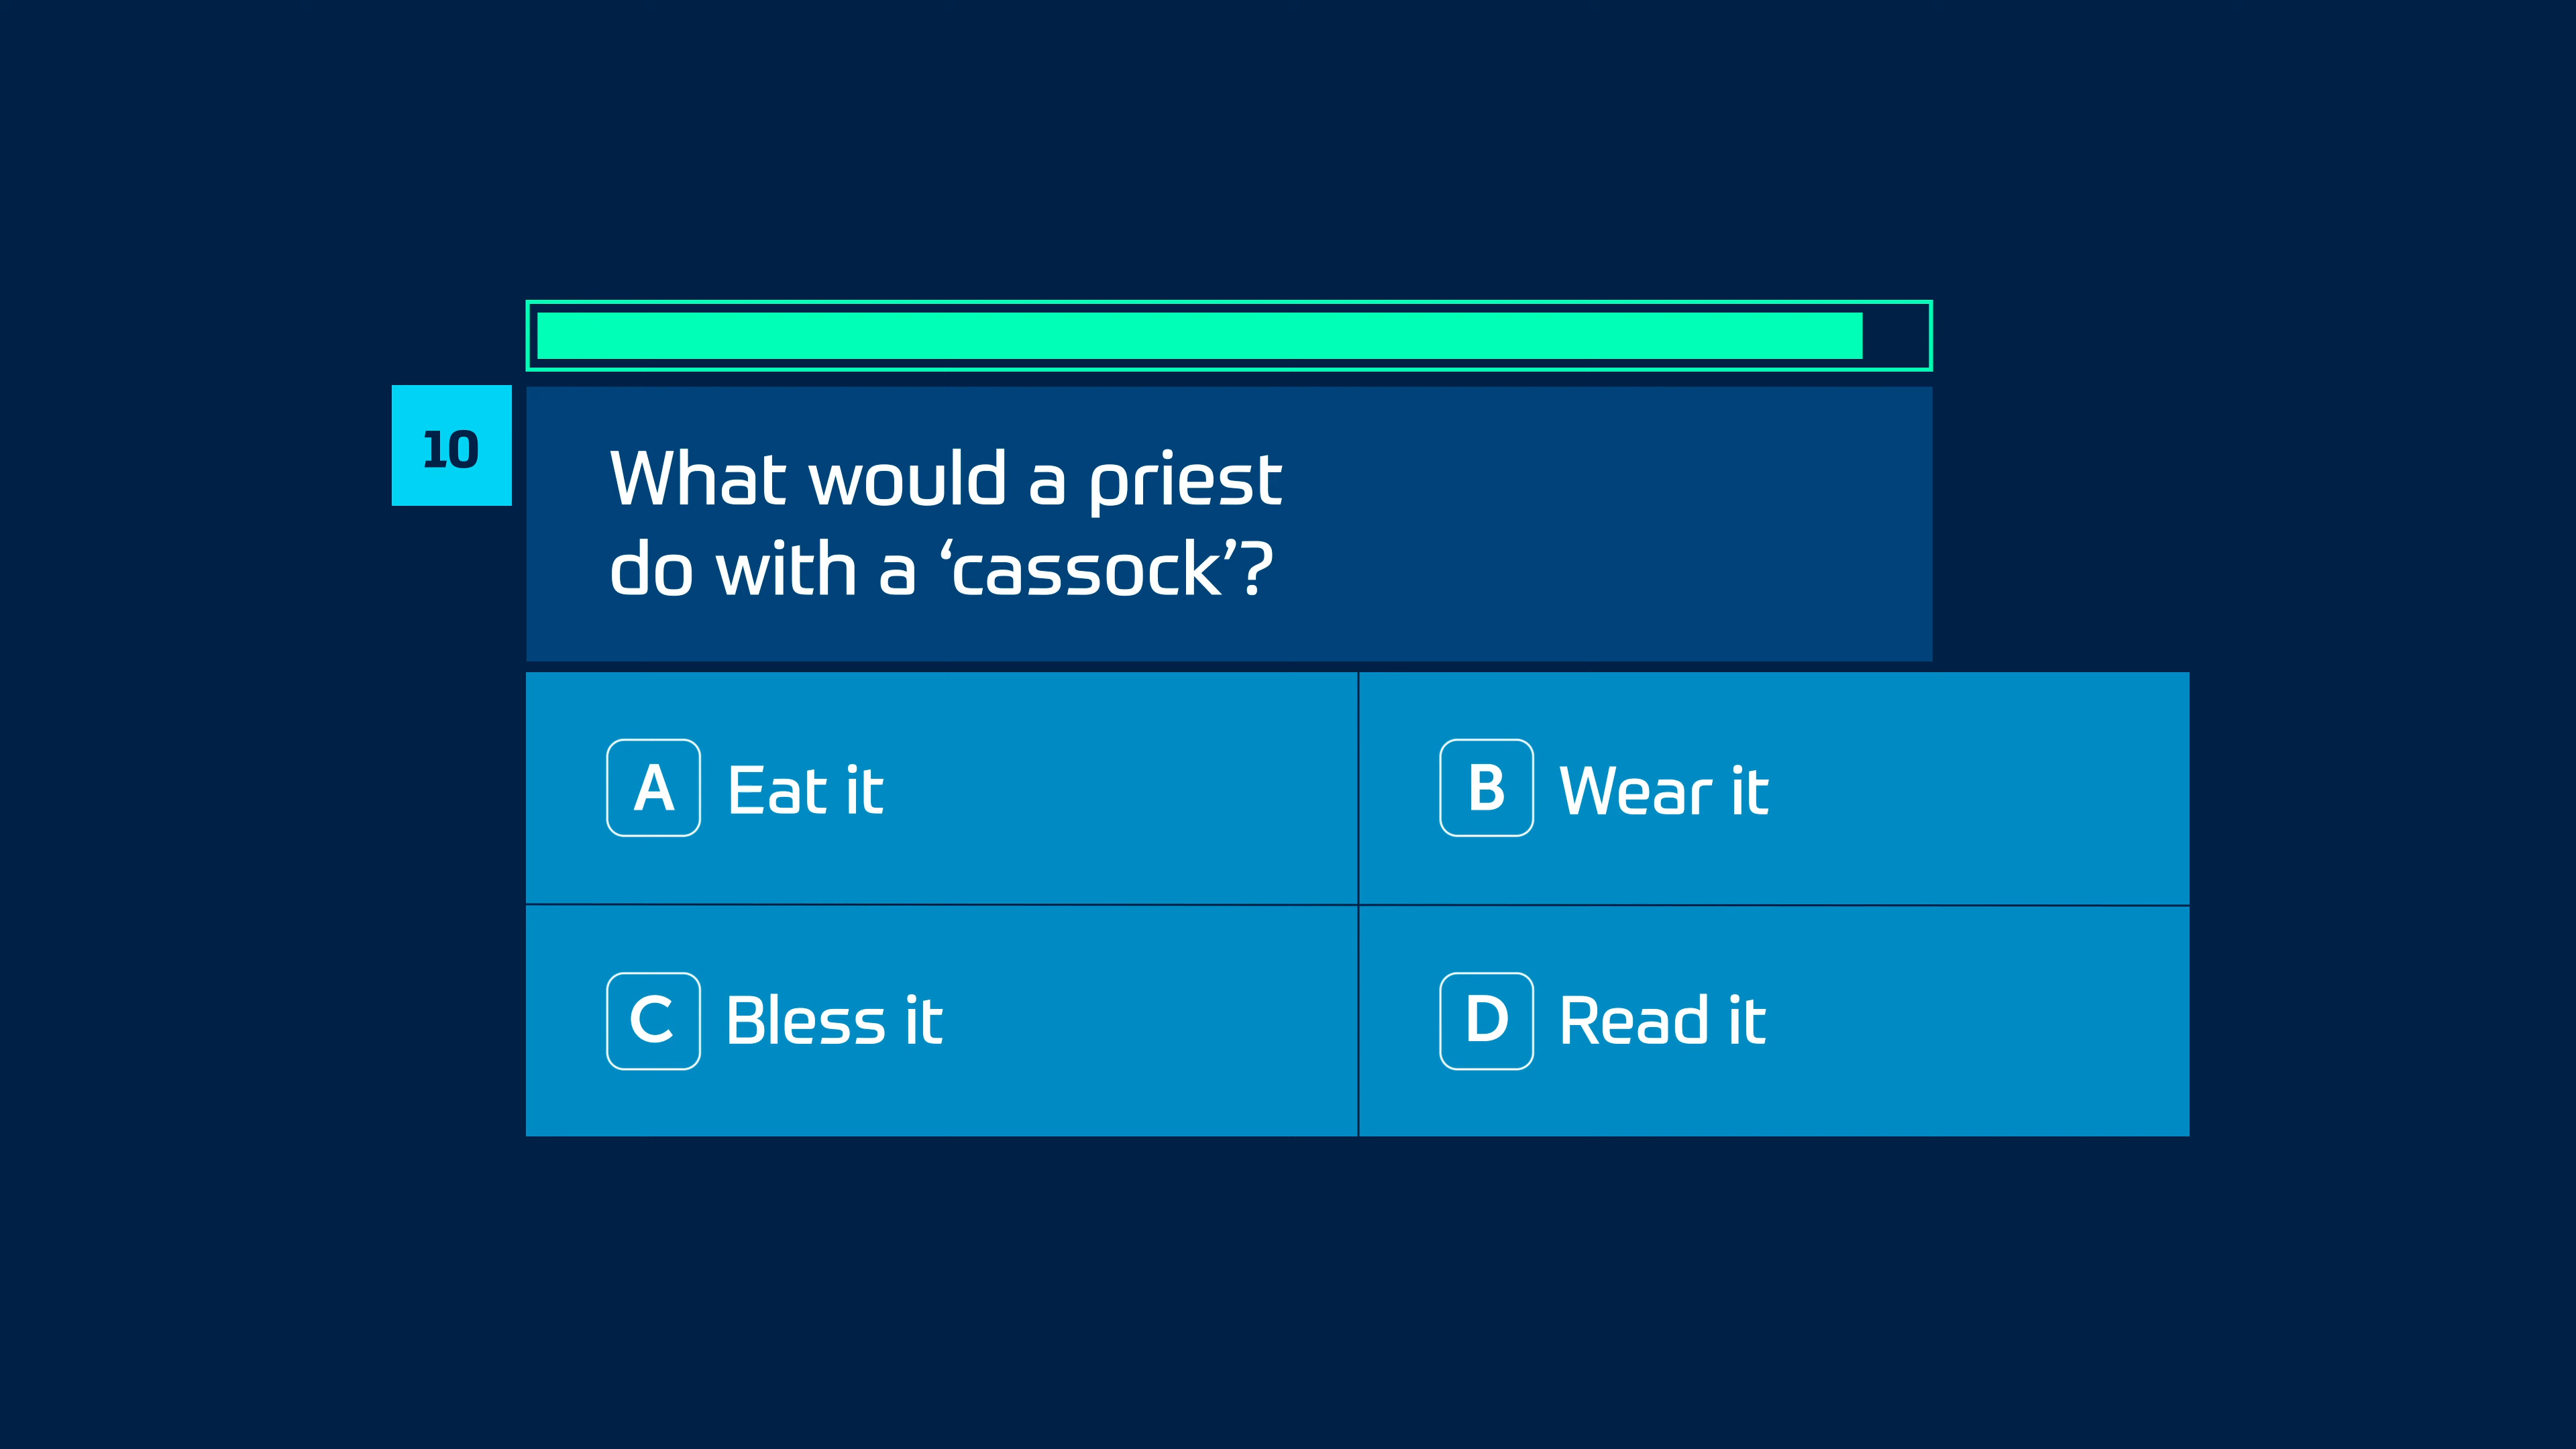 10
What would a priest
do with a ‘cassock’?
A Eat it
B Wear it
C Bless it
D Read it